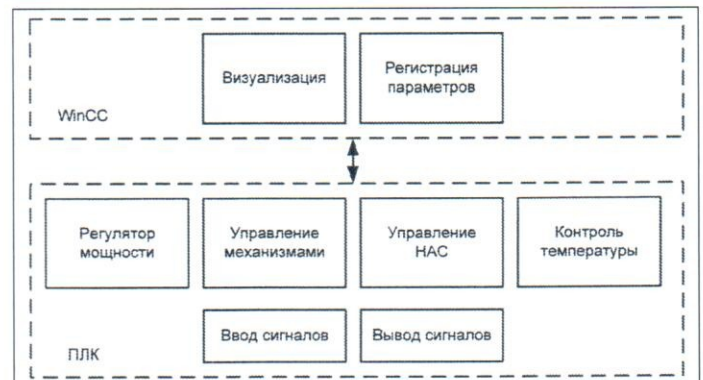 Визуализация
Регистрация
параметров
WinCC
Регулятор
мощности
Управление
механизмами
Управление
НАС
Контроль
температуры
Ввод сигналов
Вывод сигналов
ПЛК